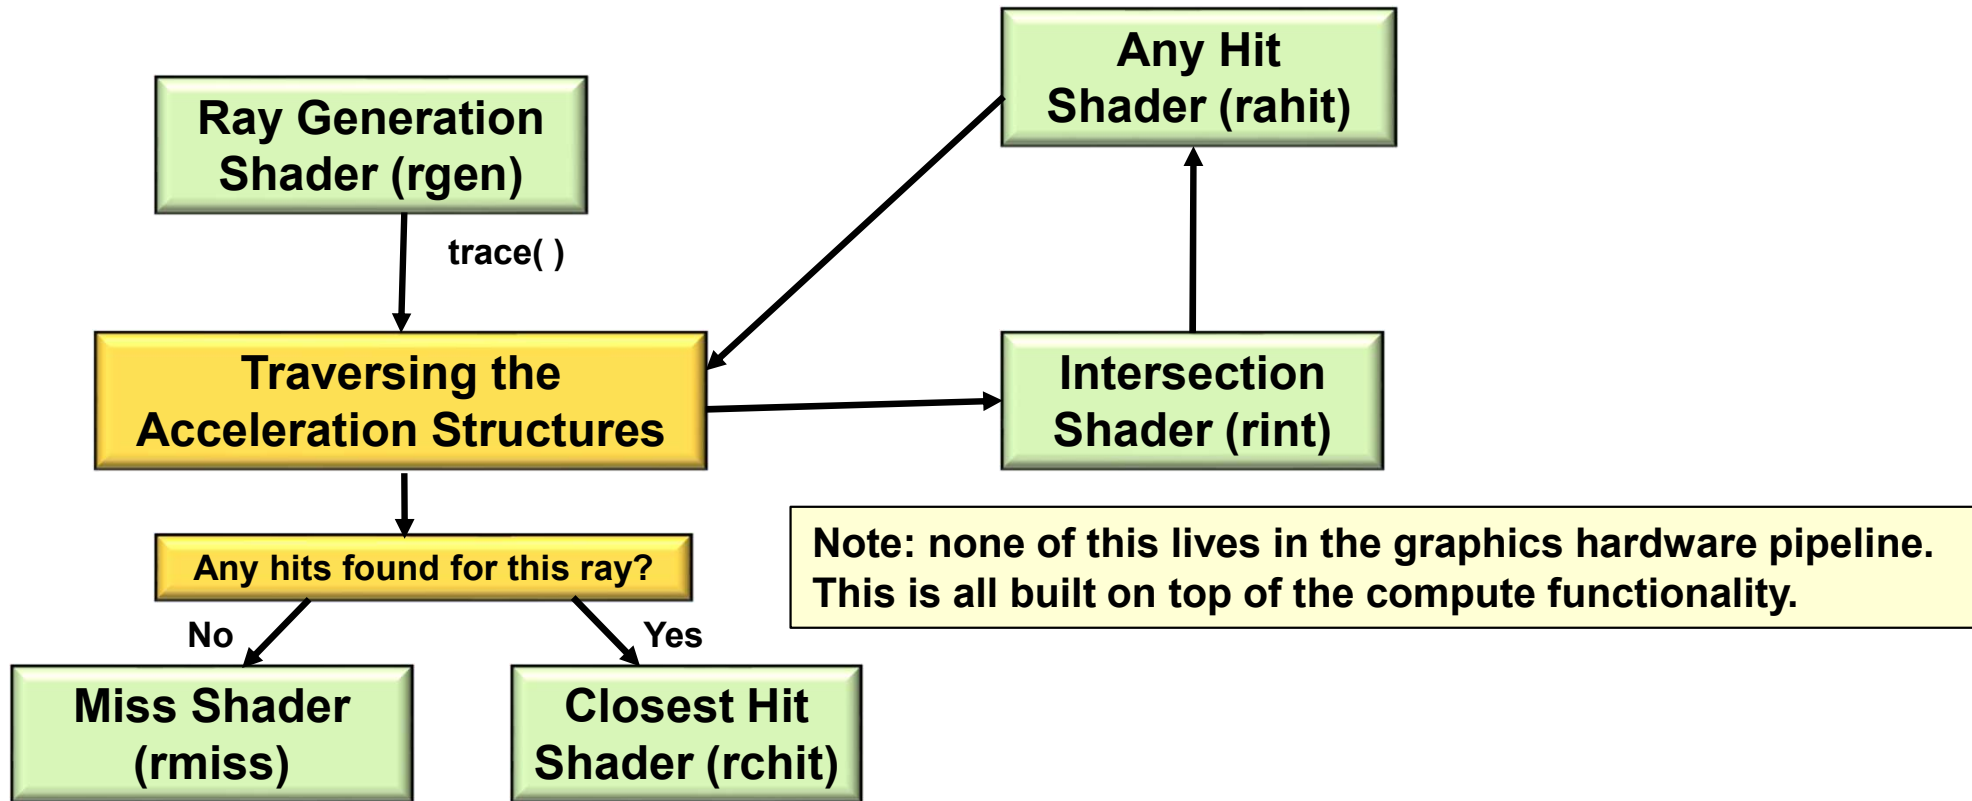 Any Hit
Shader (rahit)
Ray Generation
Shader (rgen)
trace( )
Traversing the
Acceleration Structures
Intersection
Shader (rint)
Any hits found for this ray?
Note: none of this lives in the graphics hardware pipeline.
This is all built on top of the compute functionality.
No
Yes
Miss Shader
(rmiss)
Closest Hit
Shader (rchit)